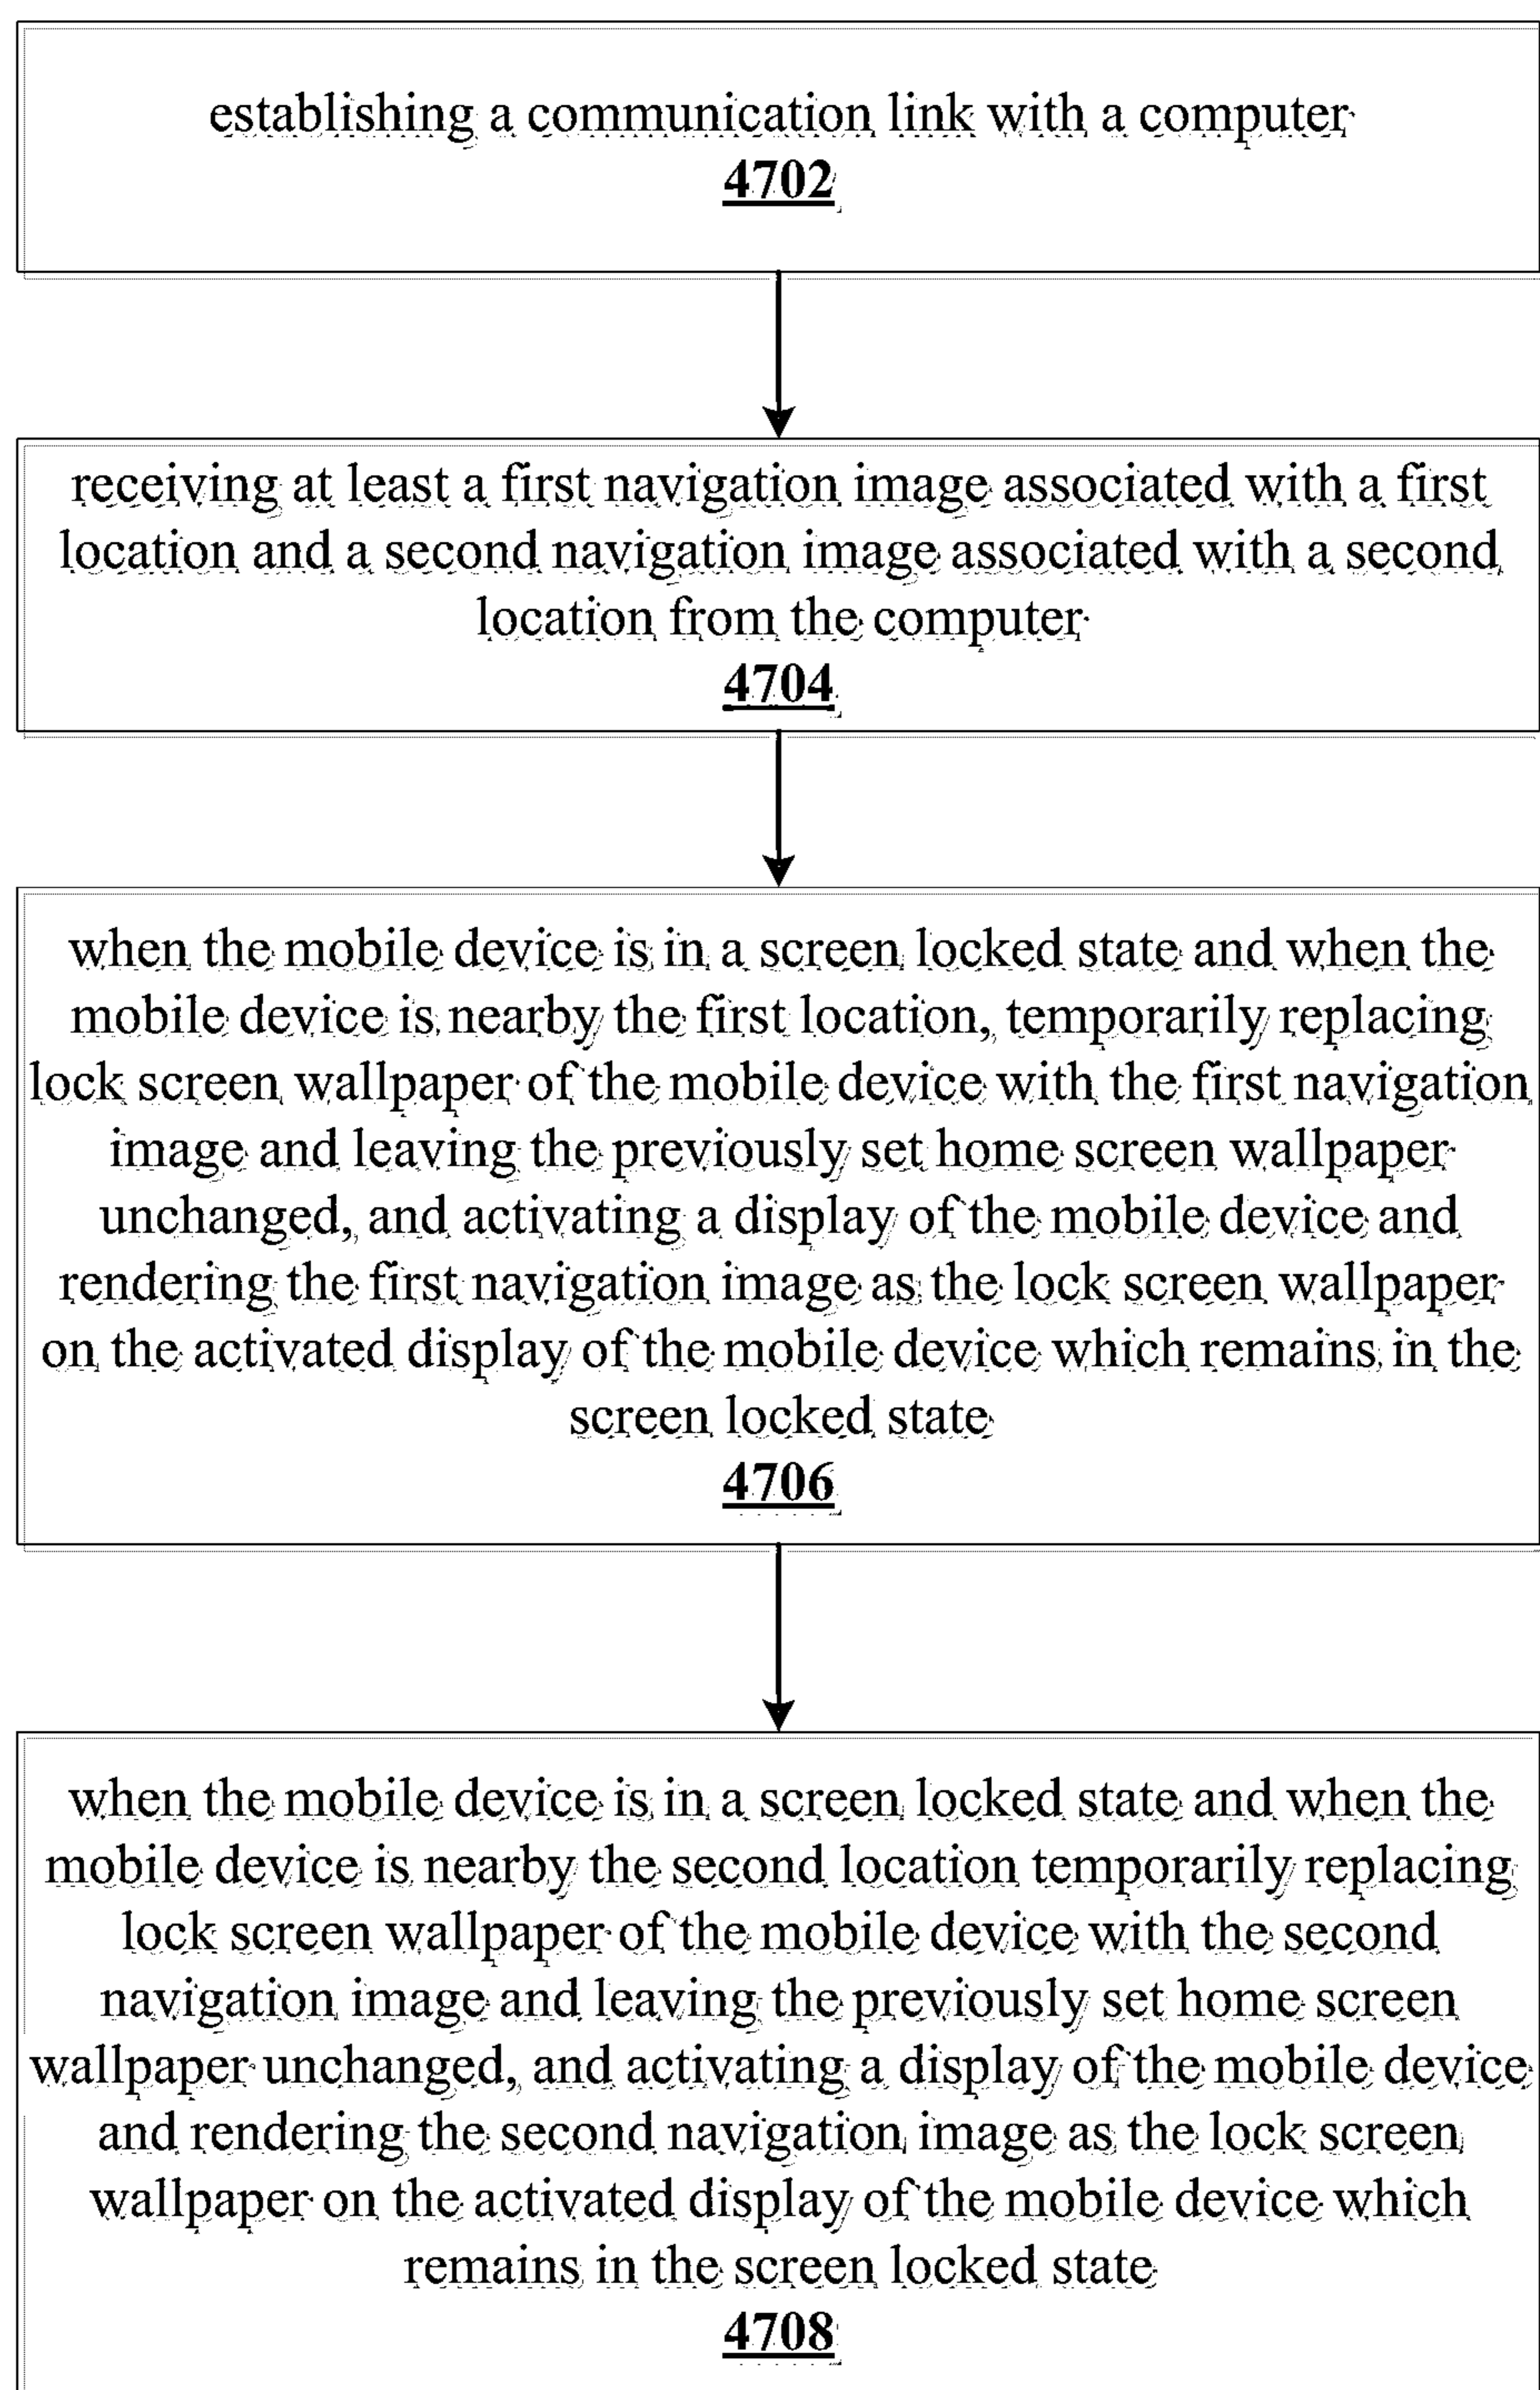 establishing a communication link with a computer
4702
receiving at least a first navigation image associated with a first
location and a second navigation image associated with a second
location from the computer
4704
when the mobile device is in a screen locked state and when the
mobile device is nearby the first location, temporarily replacing
lock screen wallpaper of the mobile device with the first navigation
image and leaving the previously set home screen wallpaper
unchanged, and activating a display of the mobile device and
rendering the first navigation image as the lock screen wallpaper
on the activated display of the mobile device which remains in the
screen locked state
4706
when the mobile device is in a screen locked state and when the
mobile device is nearby the second location temporarily replacing
lock screen wallpaper of the mobile device with the second
navigation image and leaving the previously set home screen
wallpaper unchanged, and activating a display of the mobile device
and rendering the second navigation image as the lock screen
wallpaper on the activated display of the mobile device which
remains in the screen locked state
4708